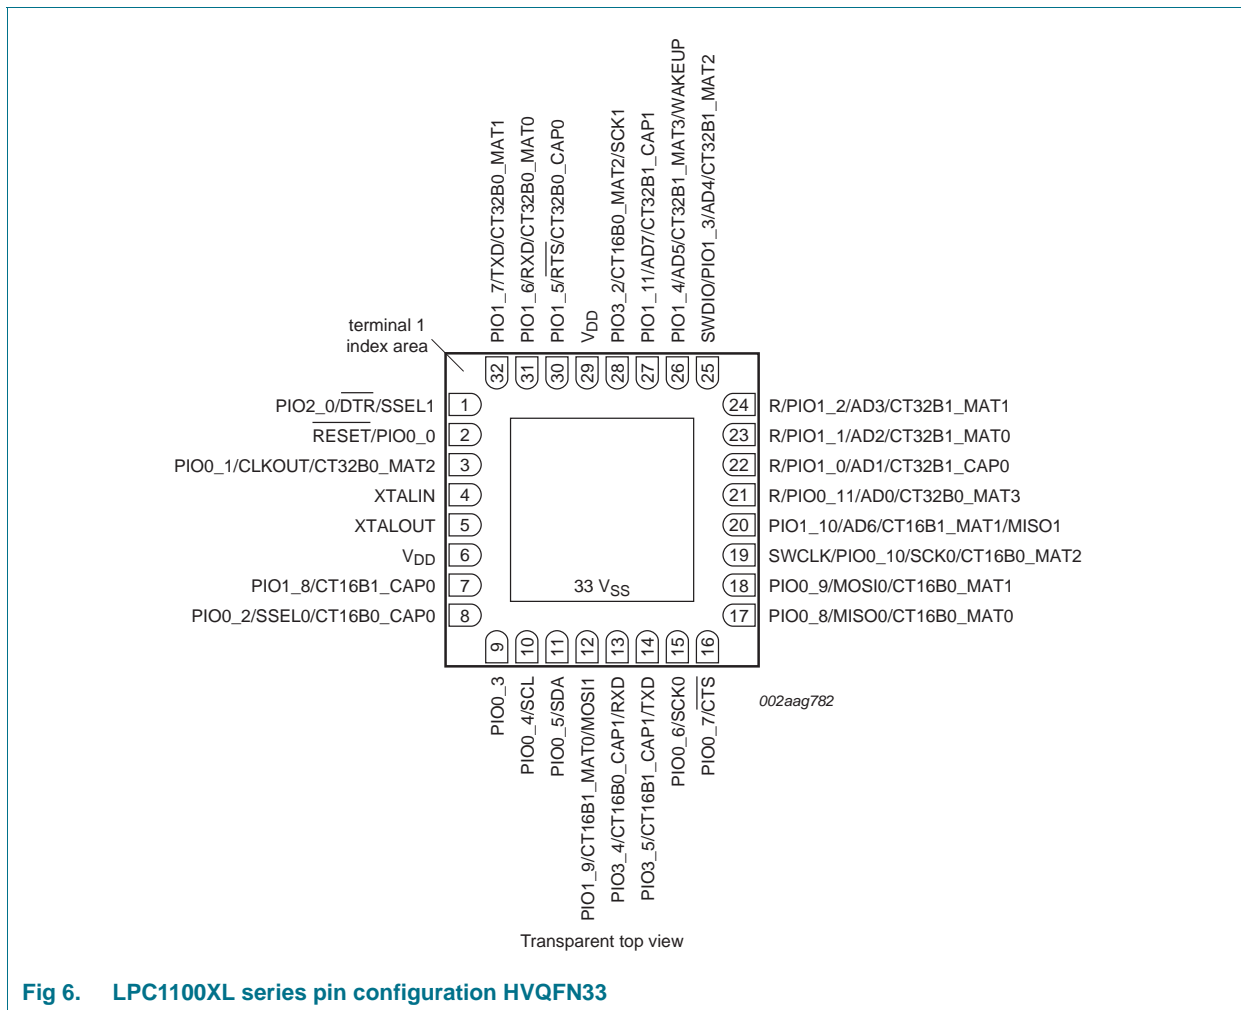 PIO1_7/TXD/CT32B0_MAT1
PIO1_6/RXD/CT32B0_MAT0
PIO1_5/RTS/CT32B0_CAP0
VDD
PIO3_2/CT16B0_MAT2/SCK1
PIO1_11/AD7/CT32B1_CAP1
PIO1_4/AD5/CT32B1_MAT3/WAKEUP
SWDIO/PIO1_3/AD4/CT32B1_MAT2
terminal 1
index area
32
31
30
29
28
27
26
25
PIO2_0/DTR/SSEL1 1
RESET/PIO0_0 2
PIO0_1/CLKOUT/CT32B0_MAT2 3
XTALIN 4
XTALOUT 5
VDD 6
PIO1_8/CT16B1_CAP0 7
PIO0_2/SSEL0/CT16B0_CAP0 8
24 R/PIO1_2/AD3/CT32B1_MAT1
23 R/PIO1_1/AD2/CT32B1_MAT0
22 R/PIO1_0/AD1/CT32B1_CAP0
21 R/PIO0_11/AD0/CT32B0_MAT3
20 PIO1_10/AD6/CT16B1_MAT1/MISO1
19 SWCLK/PIO0_10/SCK0/CT16B0_MAT2
18 PIO0_9/MOSI0/CT16B0_MAT1
17 PIO0_8/MISO0/CT16B0_MAT0
33 VSS
9
10
11
12
13
14
15
16
PIO0_3
PIO0_4/SCL
PIO0_5/SDA
PIO1_9/CT16B1_MAT0/MOSI1
PIO3_4/CT16B0_CAP1/RXD
PIO3_5/CT16B1_CAP1/TXD
PIO0_6/SCK0
PIO0_7/CTS
002aag782
Transparent top view
Fig 6. LPC1100XL series pin configuration HVQFN33